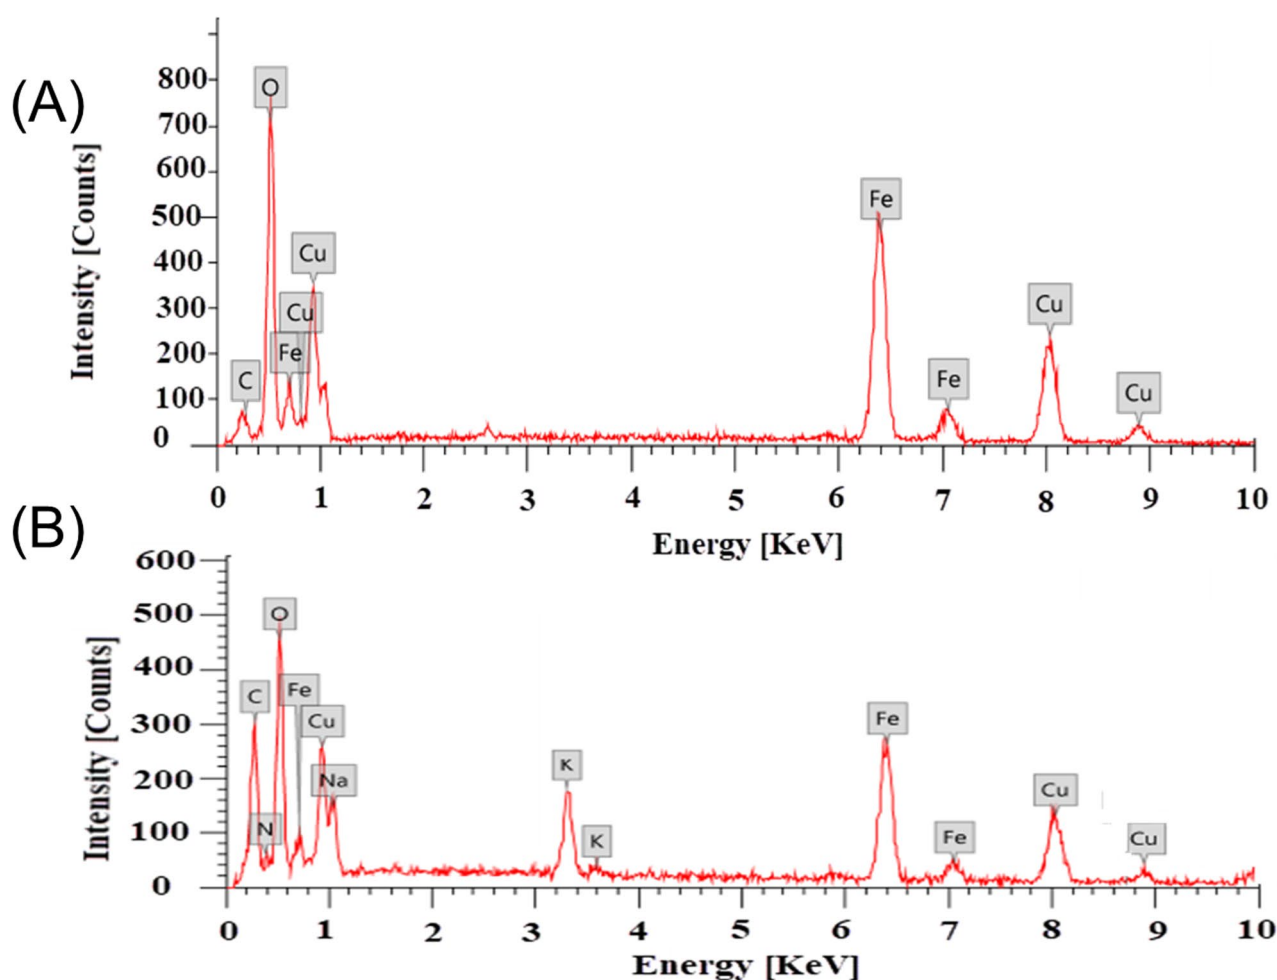 (A)
Intensity [Counts]
800
700
600
500
400
300
200
100
0
O
Cu
Cu
Fe
C
Fe
Fe
Cu
Cu
0 1 2 3 4 5 6 7 8 9 10
Energy [KeV]
(B)
Intensity [Counts]
600
500
400
300
200
100
0
O
C
Fe
Cu
Na
N
K
K
Fe
Fe
Cu
Cu
0 1 2 3 4 5 6 7 8 9 10
Energy [KeV]